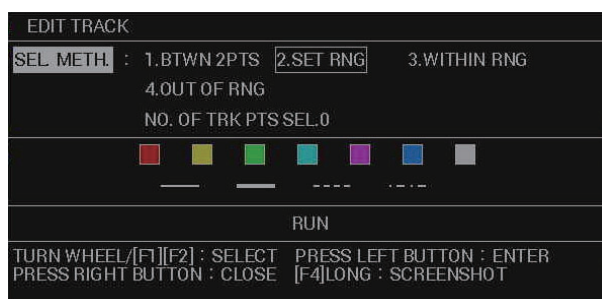 EDIT TRACK
SEL. METH. : 1.BTWN 2PTS 2.SET RNG 3.WITHIN RNG
4.OUT OF RNG
NO. OF TRK PTS SEL.0
RUN
TURN WHEEL/[F1][F2] : SELECT PRESS LEFT BUTTON : ENTER
PRESS RIGHT BUTTON : CLOSE [F4]LONG : SCREENSHOT